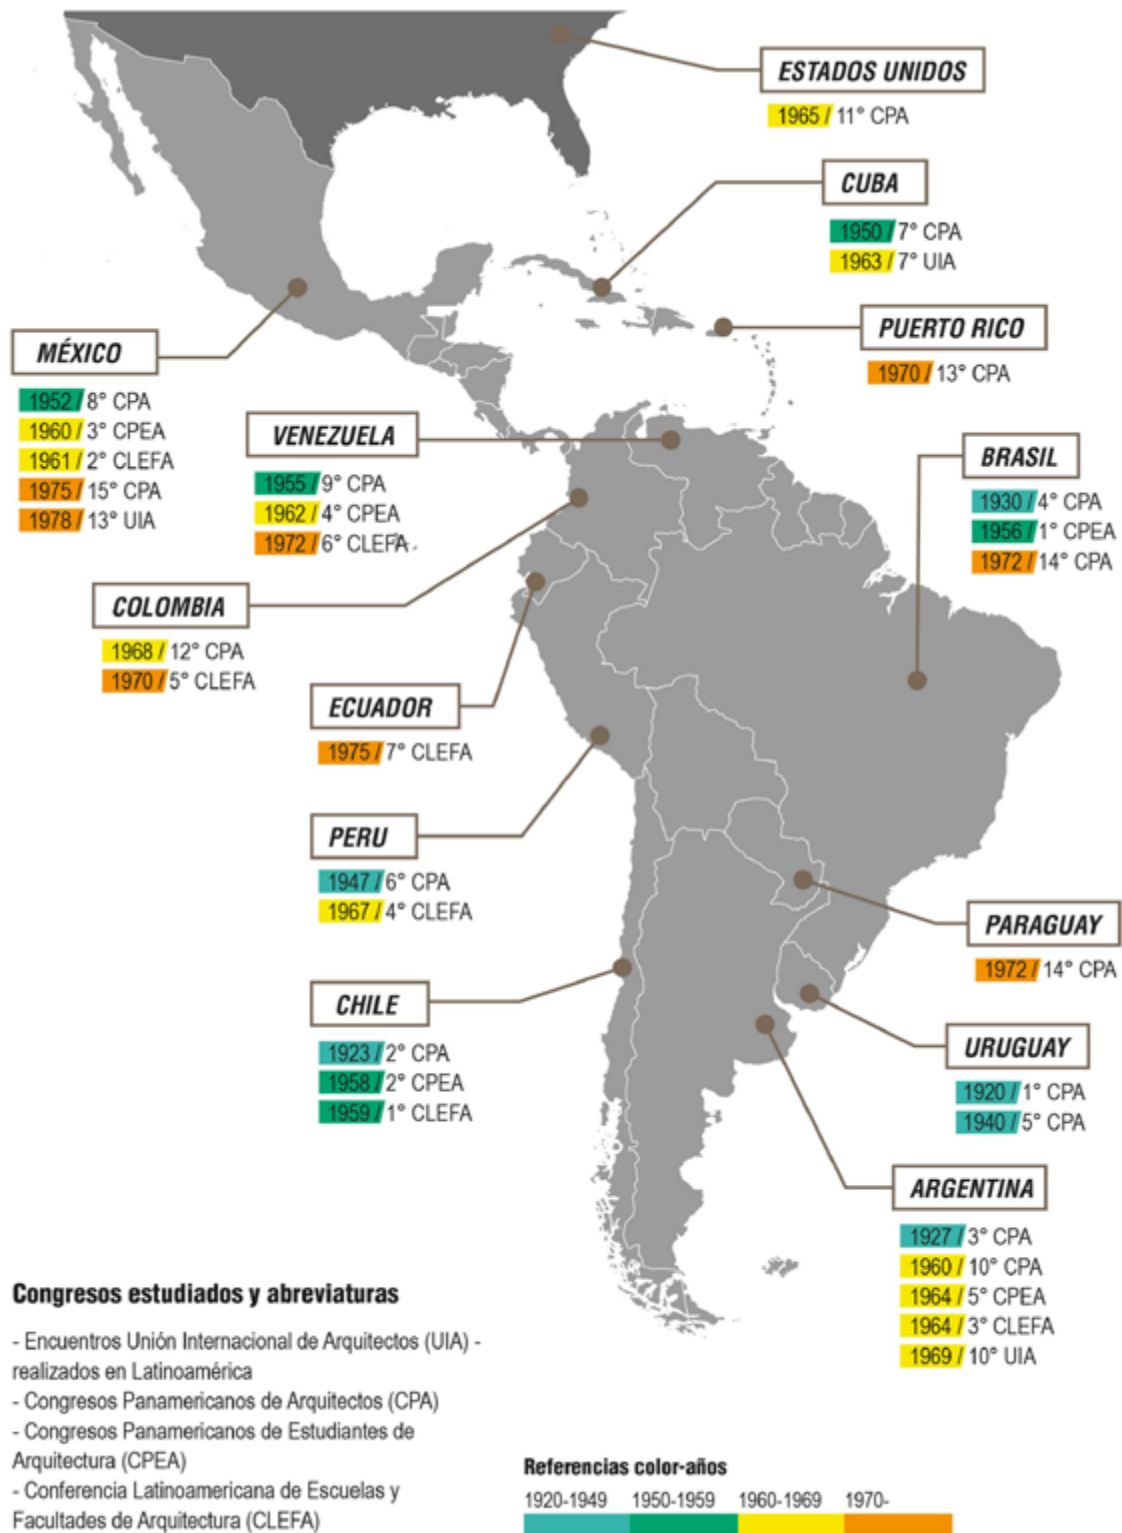 ESTADOS UNIDOS
1965 / 11° CPA
CUBA
1950 / 7° CPA
1963 / 7° UIA
PUERTO RICO
1970 / 13° CPA
MÉXICO
1952 / 8° CPA
1960 / 3° CPEA
1961 / 2° CLEFA
1975 / 15° CPA
1978 / 13° UIA
VENEZUELA
1955 / 9° CPA
1962 / 4° CPEA
1972 / 6° CLEFA
BRASIL
1930 / 4° CPA
1956 / 1° CPEA
1972 / 14° CPA
COLOMBIA
1968 / 12° CPA
1970 / 5° CLEFA
ECUADOR
1975 / 7° CLEFA
PERU
1947 / 6° CPA
1967 / 4° CLEFA
PARAGUAY
1972 / 14° CPA
CHILE
1923 / 2° CPA
1958 / 2° CPEA
1959 / 1° CLEFA
URUGUAY
1920 / 1° CPA
1940 / 5° CPA
ARGENTINA
1927 / 3° CPA
1960 / 10° CPA
1964 / 5° CPEA
1964 / 3° CLEFA
1969 / 10° UIA
Congresos estudiados y abreviaturas
- Encuentros Unión Internacional de Arquitectos (UIA) -
realizados en Latinoamérica
- Congresos Panamericanos de Arquitectos (CPA)
- Congresos Panamericanos de Estudiantes de
Arquitectura (CPEA)
- Conferencia Latinoamericana de Escuelas y
Facultades de Arquitectura (CLEFA)
Referencias color-años
1920-1949 1950-1959 1960-1969 1970-